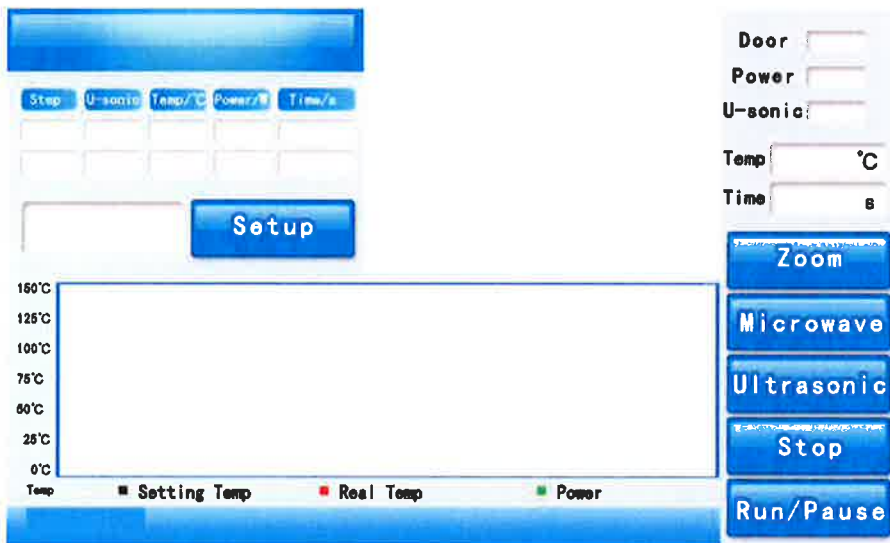 Step U-sonic Temp/℃ Power/W Time/s
Setup
Door
Power
U-sonic
Temp ℃
Time s
Zoom
Microwave
Ultrasonic
Stop
Run/Pause
150℃
125℃
100℃
75℃
50℃
25℃
0℃
Temp
Setting Temp
Real Temp
Power